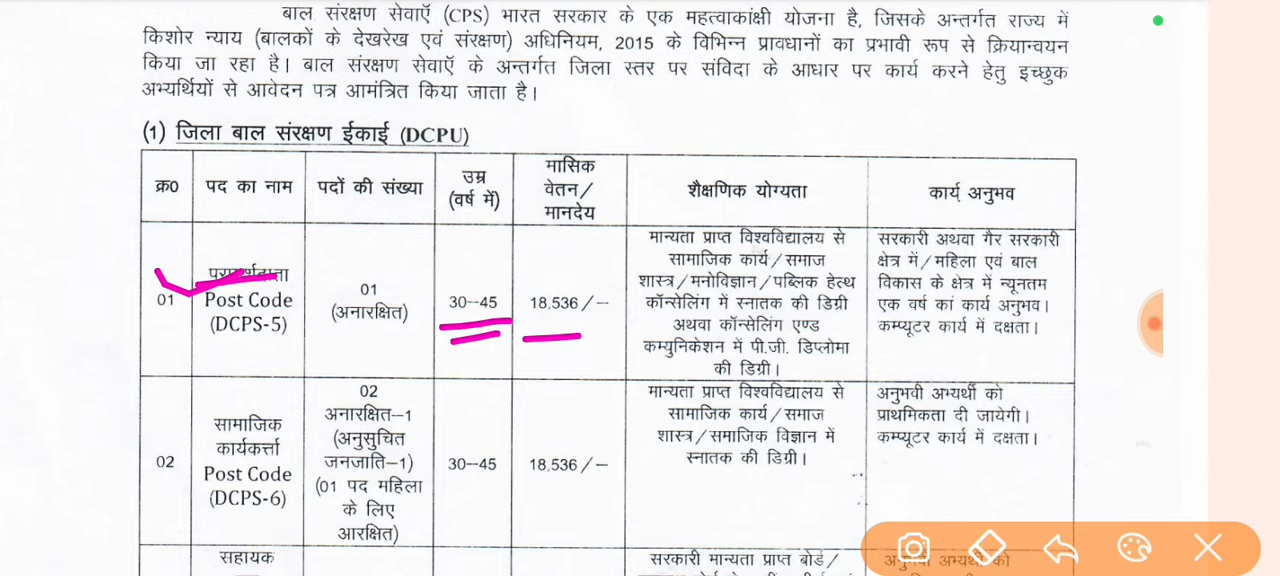 बाल संरक्षण सेवाएँ (CPS) भारत सरकार के एक महत्वाकांक्षी योजना है, जिसके अन्तर्गत राज्य में
किशोर न्याय (बालकों के देखरेख एवं संरक्षण) अधिनियम, 2015 के विभिन्न प्रावधानों का प्रभावी रूप से क्रियान्वयन
किया जा रहा है। बाल संरक्षण सेवाएँ के अन्तर्गत जिला स्तर पर संविदा के आधार पर कार्य करने हेतु इच्छुक
अभ्यर्थियों से आवेदन पत्र आमंत्रित किया जाता है।
(1) जिला बाल संरक्षण ईकाई (DCPU)
क्र0
पद का नाम
पदों की संख्या
उम्र
(वर्ष में)
मासिक
वेतन/
मानदेय
शैक्षणिक योग्यता
कार्य अनुभव
01
परामर्शदाता
Post Code
(DCPS-5)
01
(अनारक्षित)
30--45
18,536/-
मान्यता प्राप्त विश्वविद्यालय से
सामाजिक कार्य/समाज
शास्त्र/मनोविज्ञान/पब्लिक हेल्थ
कॉन्सेलिंग में स्नातक की डिग्री
अथवा कॉन्सेलिंग एण्ड
कम्युनिकेशन में पी.जी. डिप्लोमा
की डिग्री।
सरकारी अथवा गैर सरकारी
क्षेत्र में/महिला एवं बाल
विकास के क्षेत्र में न्यूनतम
एक वर्ष कां कार्य अनुभव।
कम्प्यूटर कार्य में दक्षता।
02
सामाजिक
कार्यकर्त्ता
Post Code
(DCPS-6)
02
अनारक्षित–1
(अनुसुचित
जनजाति–1)
(01 पद महिला
के लिए
आरक्षित)
30--45
18,536/-
मान्यता प्राप्त विश्वविद्यालय से
सामाजिक कार्य/समाज
शास्त्र/समाजिक विज्ञान में
स्नातक की डिग्री।
अनुभवी अभ्यर्थी को
प्राथमिकता दी जायेगी।
कम्प्यूटर कार्य में दक्षता।
सहायक
सरकारी मान्यता प्राप्त बोर्ड/
अनुभवी अभ्यर्थी को